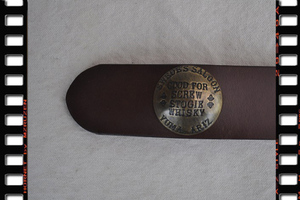 SALOON
GOOD FOR
SCREW
STOGIE
WHISKY
YUMA ARIZ.